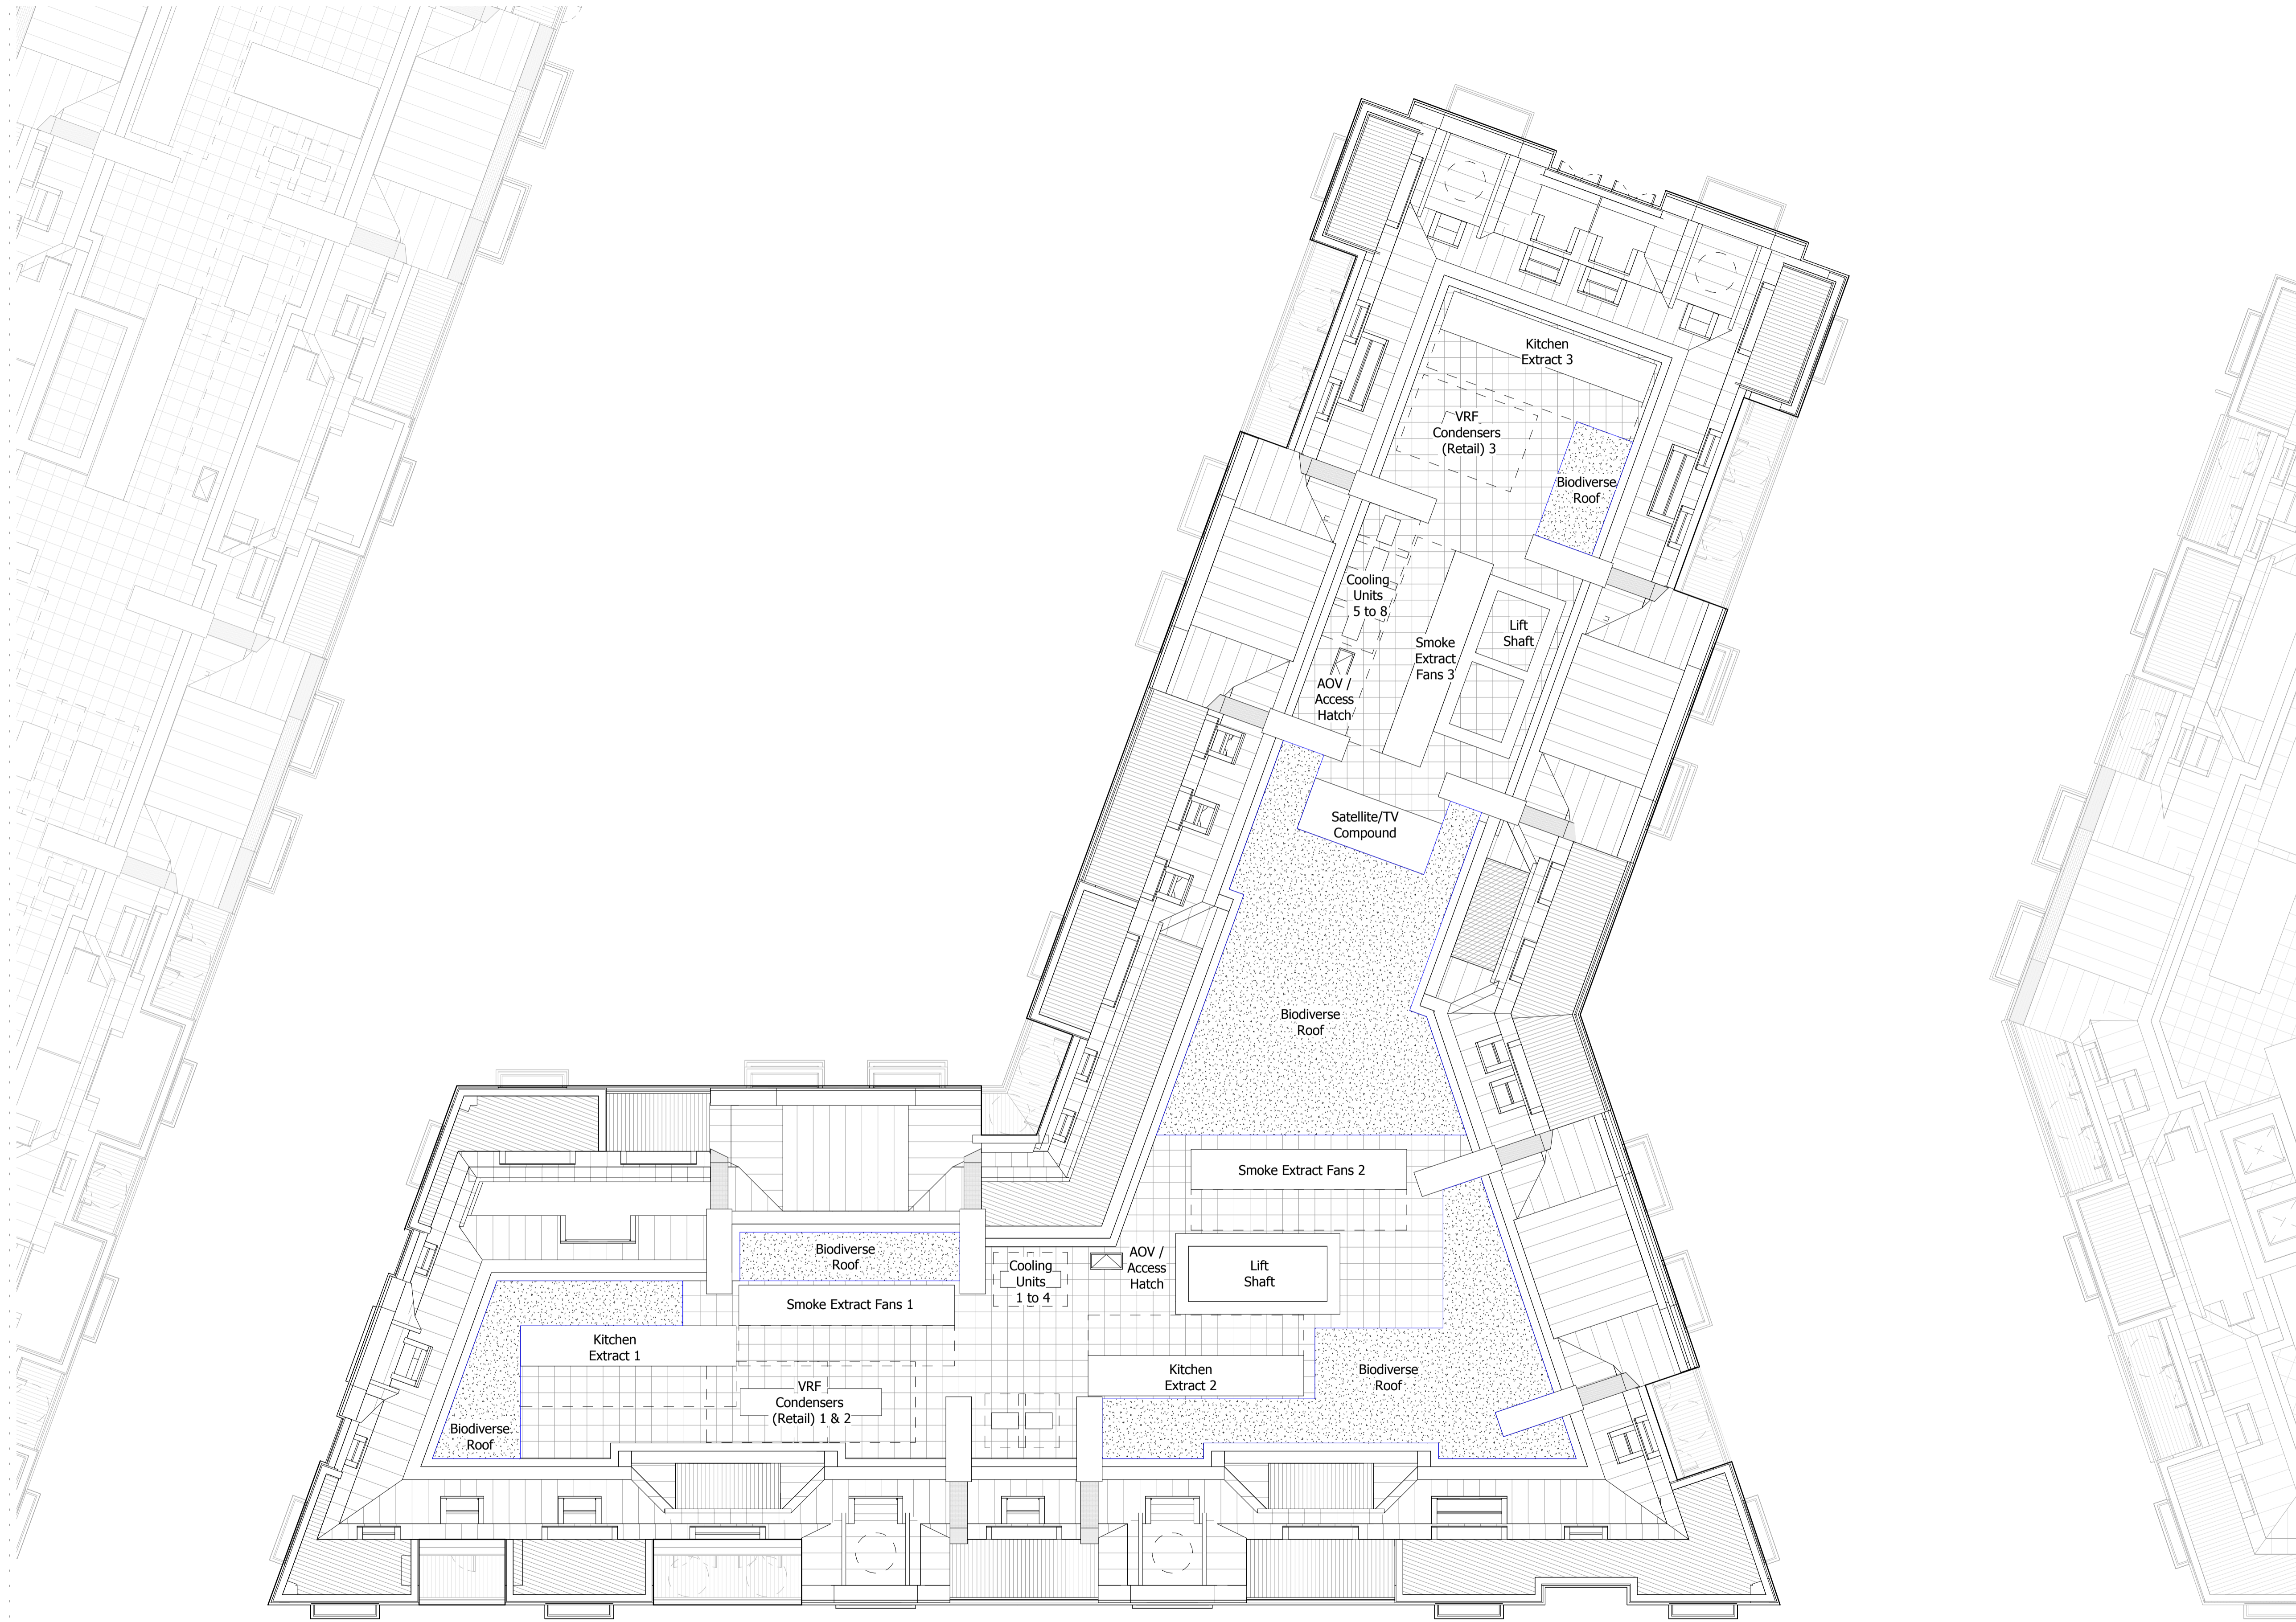 Kitchen
Extract 3
VRF
Condensers
(Retail) 3
Biodiverse
Roof
Cooling
Units
5 to 8
Lift
Shaft
Smoke
Extract
Fans 3
AOV /
Access
Hatch
Satellite/TV
Compound
Biodiverse
Roof
Smoke Extract Fans 2
Biodiverse
Roof
Cooling
Units
1 to 4
AOV /
Access
Hatch
Lift
Shaft
Smoke Extract Fans 1
Kitchen
Extract 1
Kitchen
Extract 2
Biodiverse
Roof
VRF
Condensers
(Retail) 1 & 2
Biodiverse
Roof